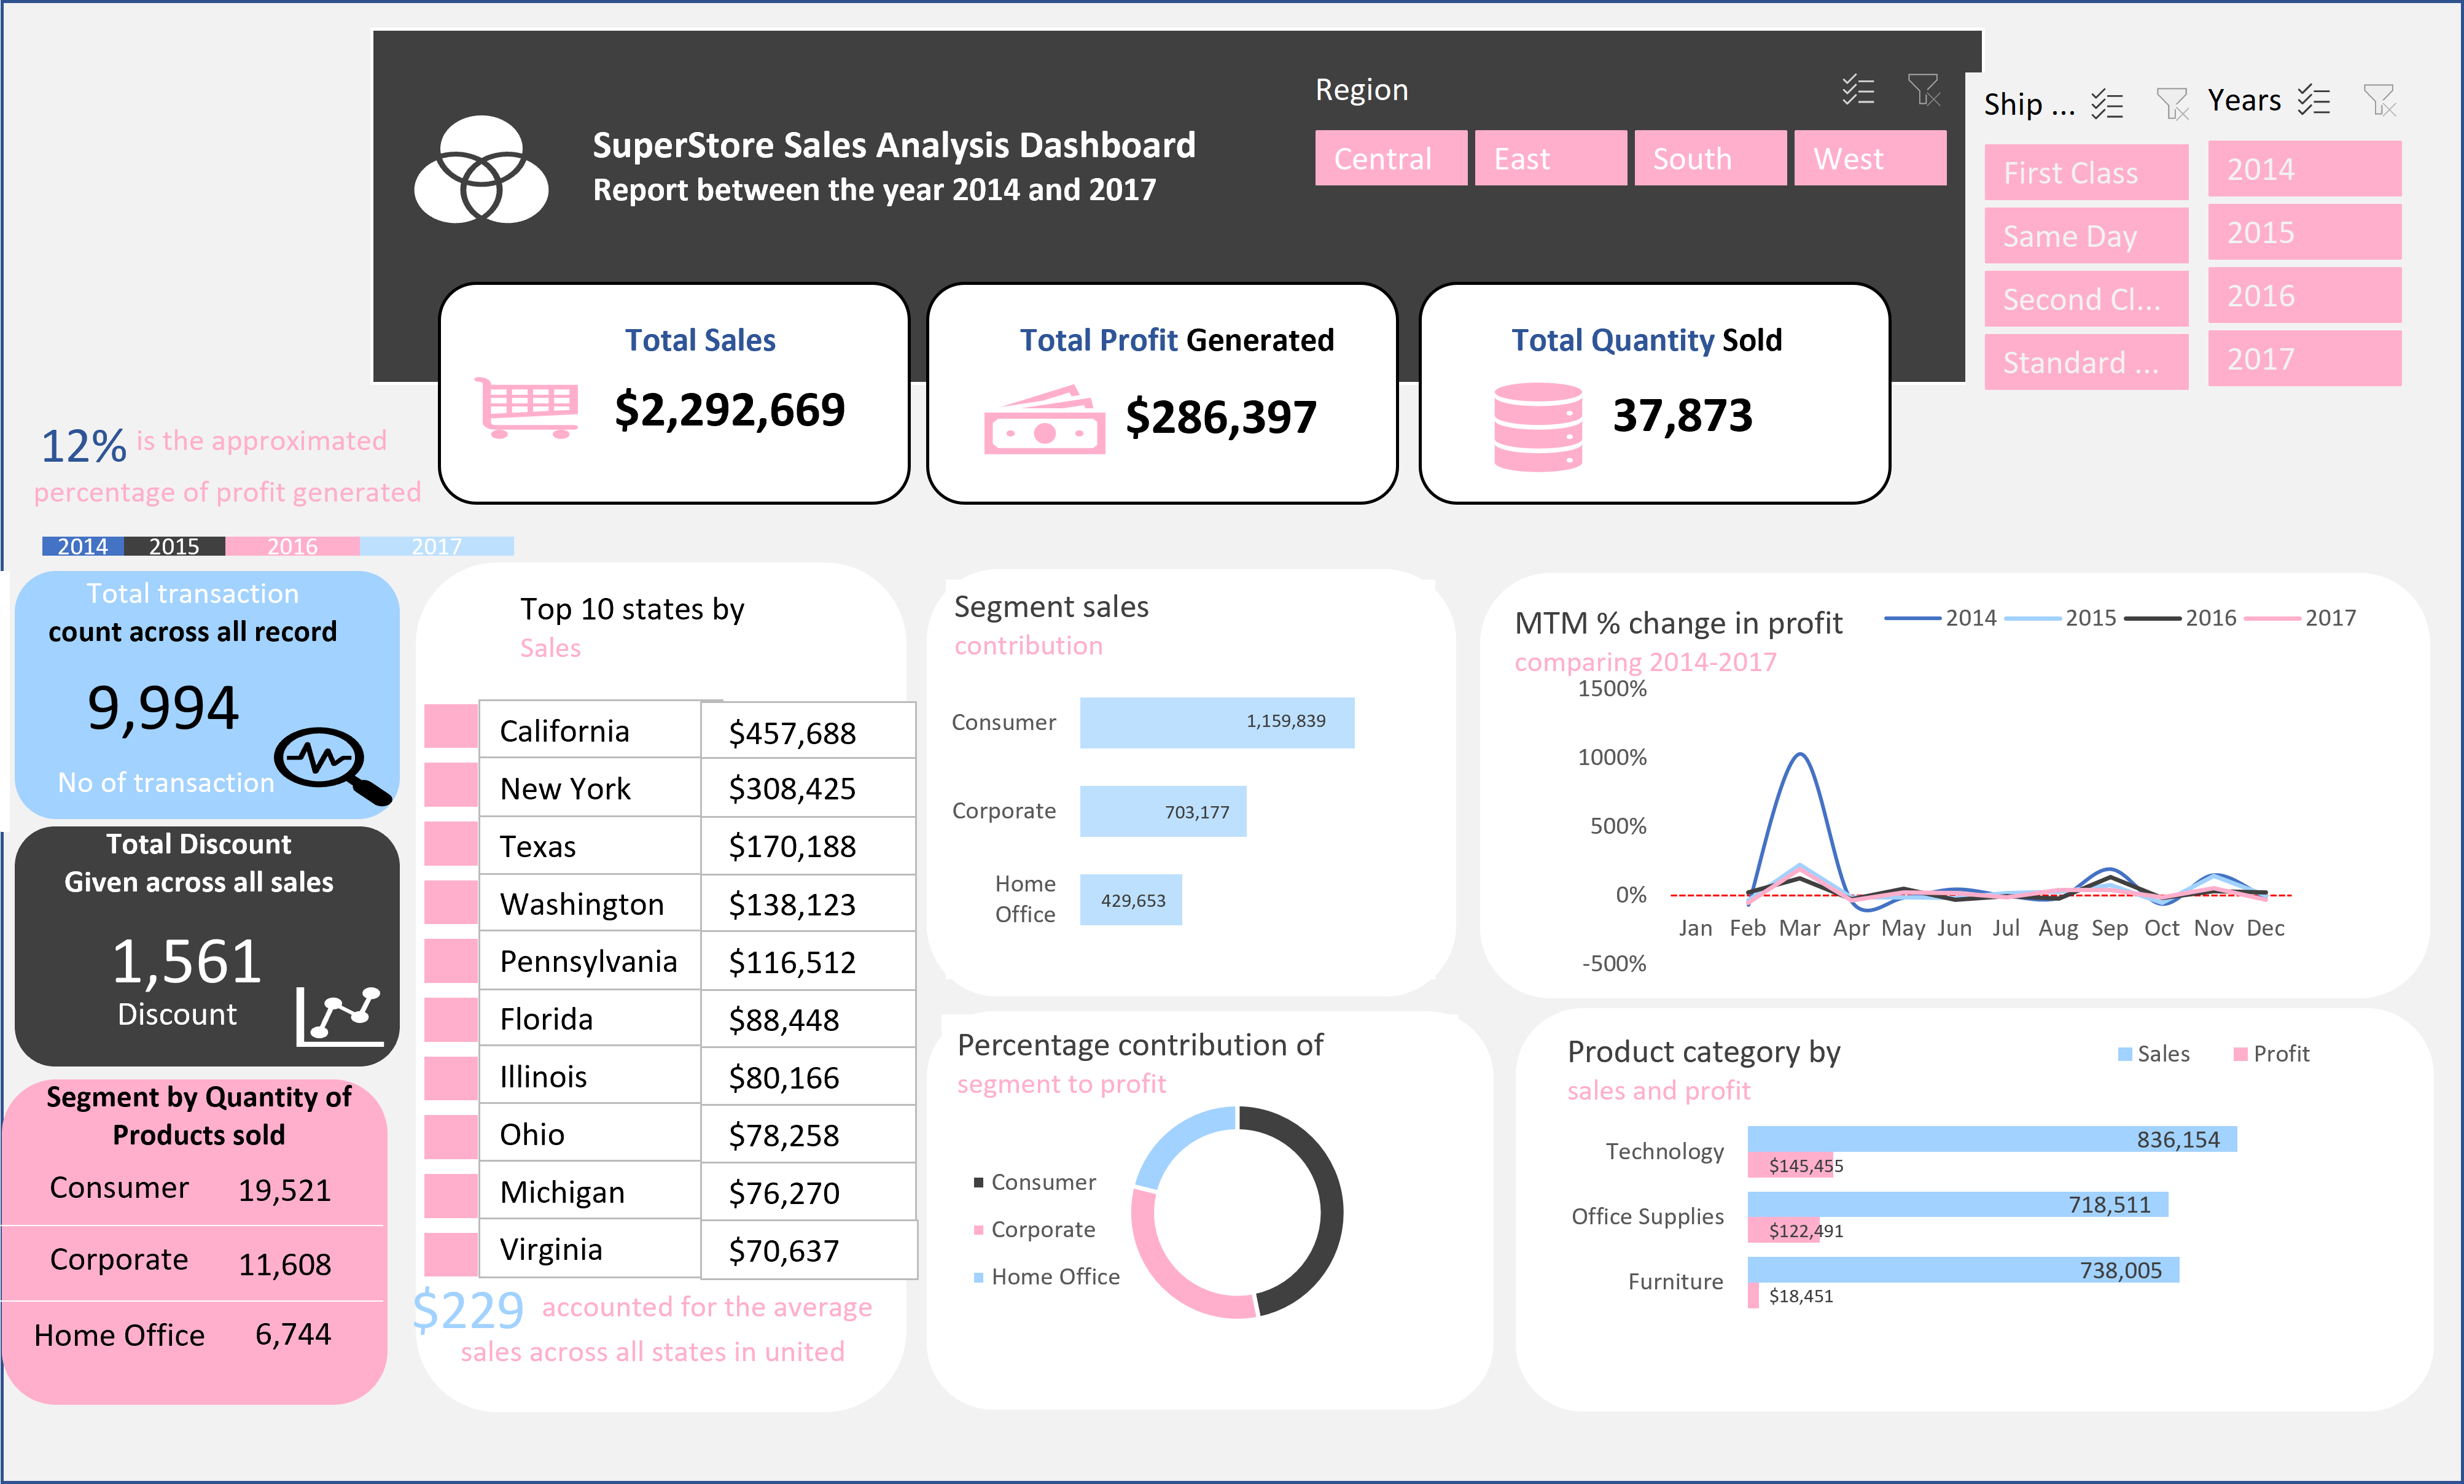 SuperStore Sales Analysis Dashboard
Report between the year 2014 and 2017
Region
Central East South West
Ship ...
First Class
Same Day
Second Cl...
Standard ...
Years
2014
2015
2016
2017
Total Sales
$2,292,669
Total Profit Generated
$286,397
Total Quantity Sold
37,873
12% is the approximated
percentage of profit generated
2014 2015 2016 2017
Total transaction
count across all record
9,994
No of transaction
Total Discount
Given across all sales
1,561
Discount
Segment by Quantity of
Products sold
Consumer 19,521
Corporate 11,608
Home Office 6,744
Top 10 states by
Sales
California $457,688
New York $308,425
Texas $170,188
Washington $138,123
Pennsylvania $116,512
Florida $88,448
Illinois $80,166
Ohio $78,258
Michigan $76,270
Virginia $70,637
$229 accounted for the average
sales across all states in united
Segment sales
contribution
Consumer 1,159,839
Corporate 703,177
Home
Office
429,653
MTM % change in profit
comparing 2014-2017
2014 2015 2016 2017
1500%
1000%
500%
0%
Jan Feb Mar Apr May Jun Jul Aug Sep Oct Nov Dec
-500%
Percentage contribution of
segment to profit
Consumer
Corporate
Home Office
Product category by
sales and profit
Sales Profit
Technology 836,154
$145,455
Office Supplies 718,511
$122,491
Furniture 738,005
$18,451